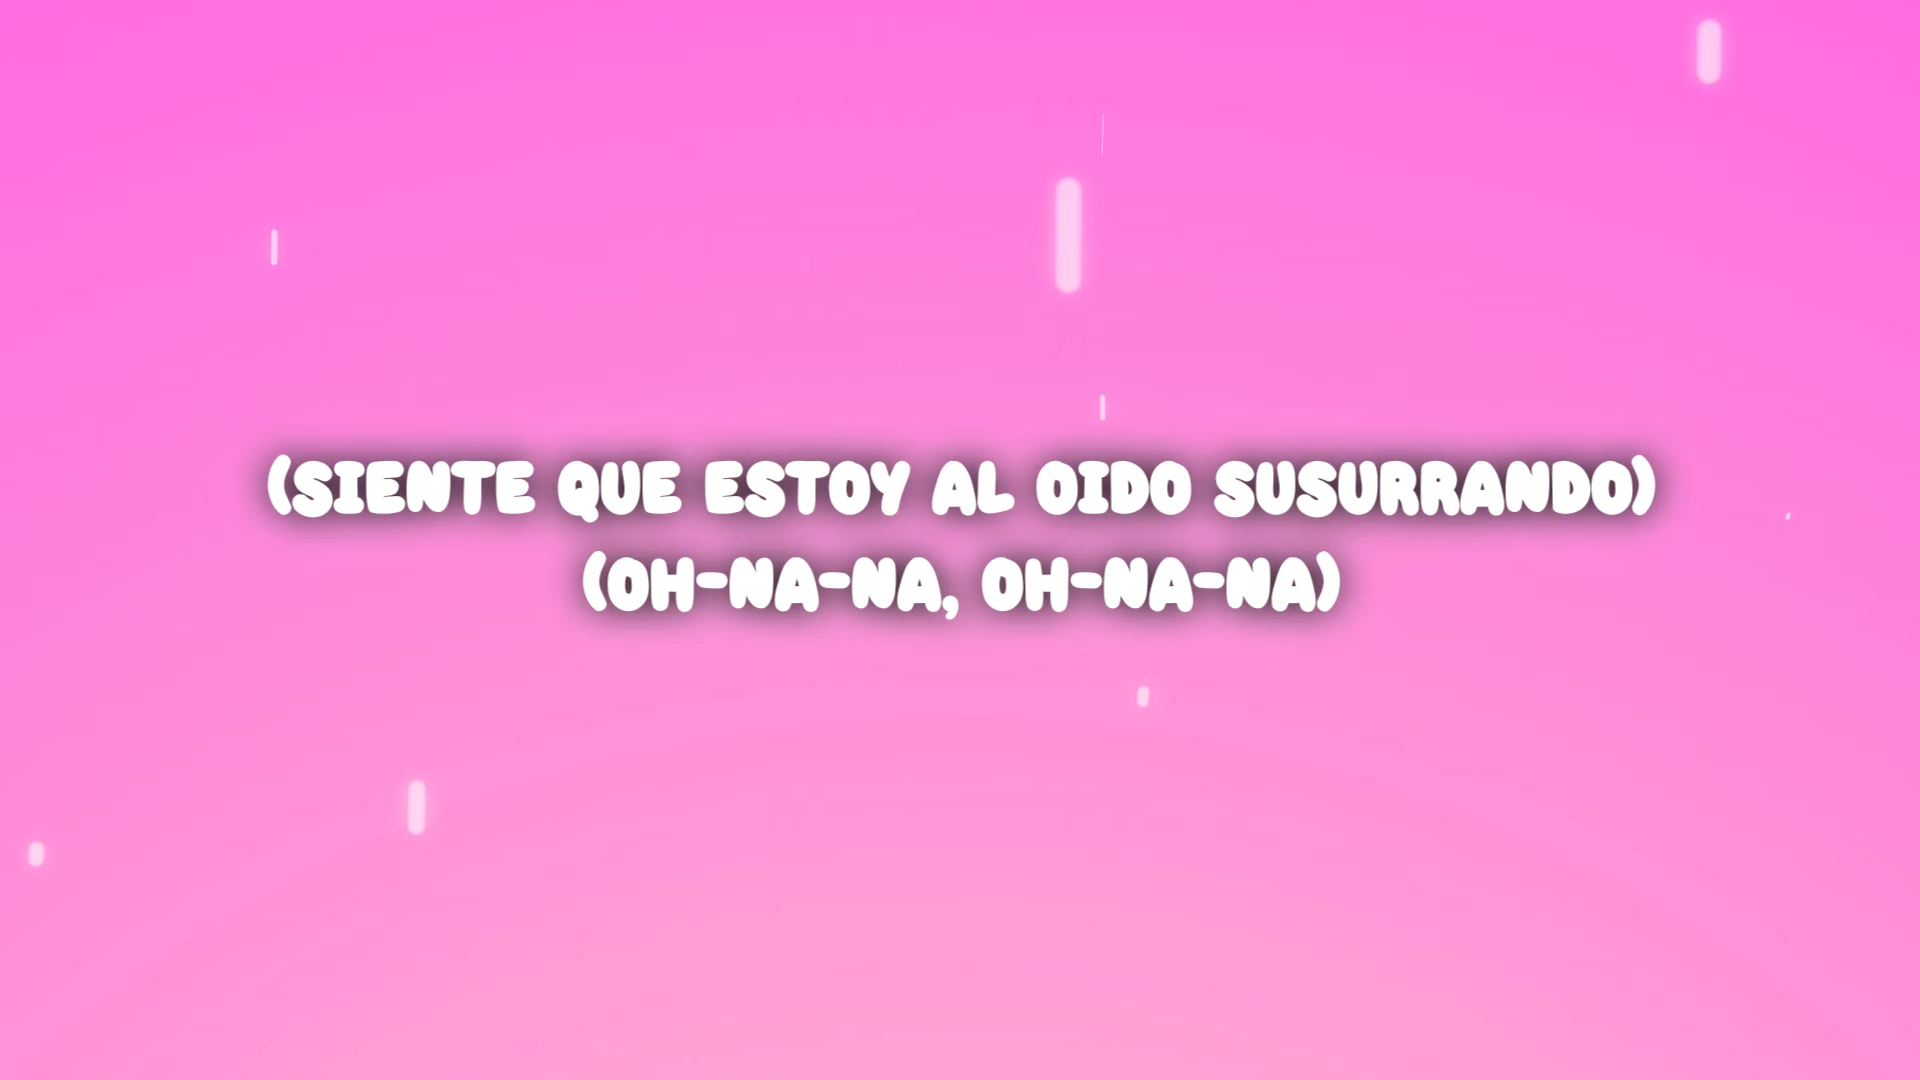 (SIENTE QUE ESTOY AL OIDO SUSURRANDO)
(OH-NA-NA, OH-NA-NA)